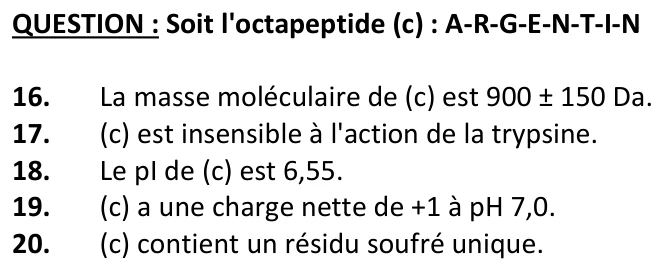 QUESTION : Soit l'octapeptide (c) : A-R-G-E-N-T-I-N
16. La masse moléculaire de (c) est 900 ± 150 Da.
17. (c) est insensible à l'action de la trypsine.
18. Le pI de (c) est 6,55.
19. (c) a une charge nette de +1 à pH 7,0.
20. (c) contient un résidu soufré unique.